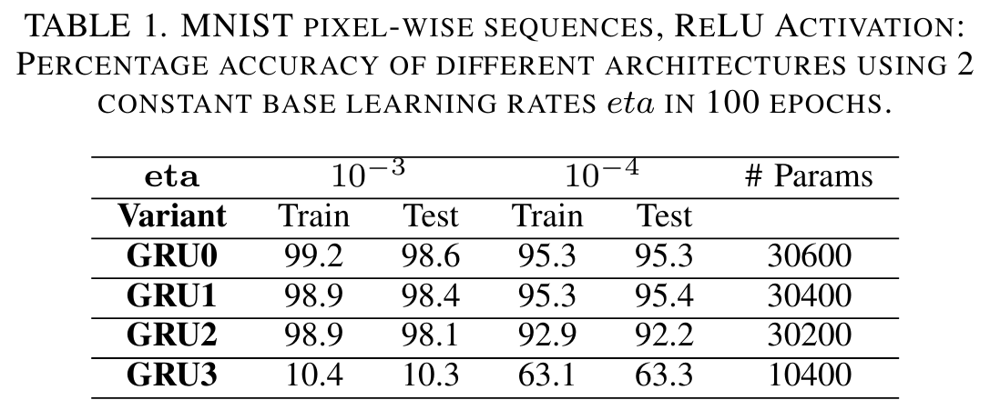 TABLE 1. MNIST PIXEL-WISE SEQUENCES, RELU ACTIVATION:
PERCENTAGE ACCURACY OF DIFFERENT ARCHITECTURES USING 2
CONSTANT BASE LEARNING RATES eta IN 100 EPOCHS.
eta 10⁻³ 10⁻⁴ # Params
Variant Train Test Train Test
GRU0 99.2 98.6 95.3 95.3 30600
GRU1 98.9 98.4 95.3 95.4 30400
GRU2 98.9 98.1 92.9 92.2 30200
GRU3 10.4 10.3 63.1 63.3 10400